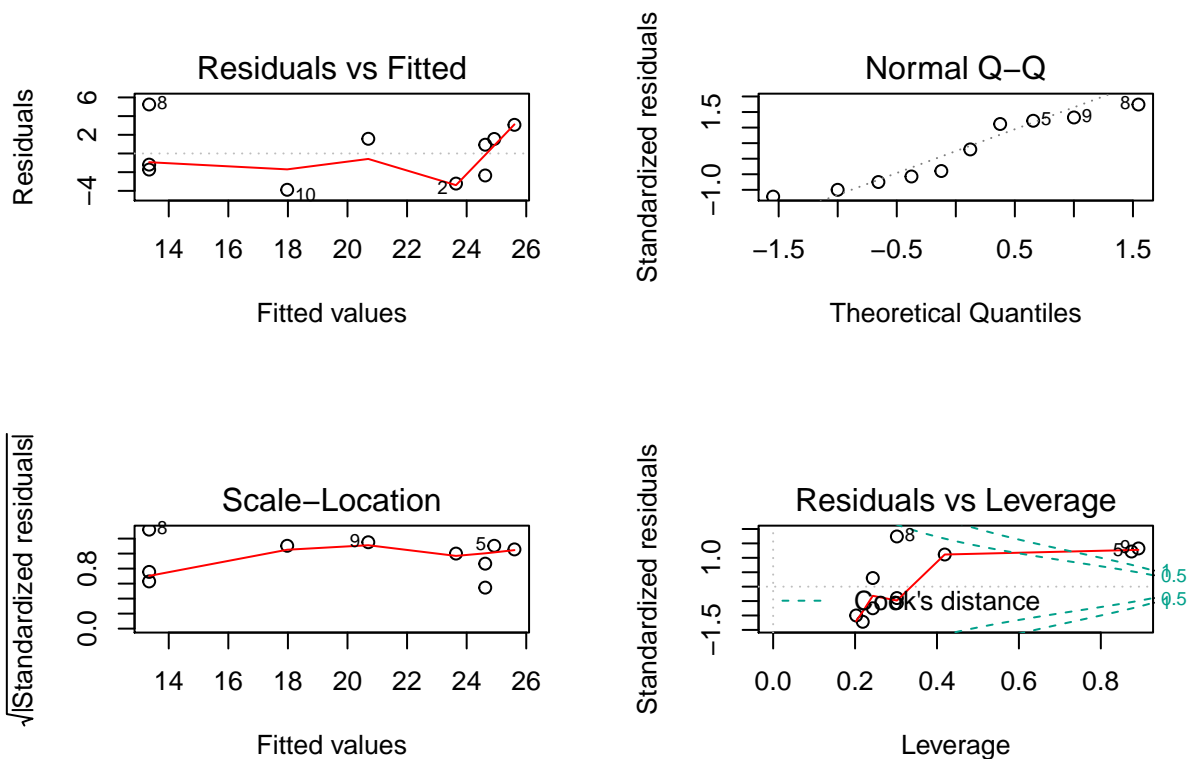 Residuals vs Fitted
Residuals
6
2
−4
8
10
2
14 16 18 20 22 24 26
Fitted values
Normal Q−Q
Standardized residuals
1.5
−1.0
5
9
8
−1.5 −0.5 0.5 1.5
Theoretical Quantiles
Scale−Location
√|Standardized residuals|
0.8
0.0
8
9
5
14 16 18 20 22 24 26
Fitted values
Residuals vs Leverage
Standardized residuals
1.0
−1.5
8
5
9
1
0.5
0.5
1
Cook's distance
0.0 0.2 0.4 0.6 0.8
Leverage